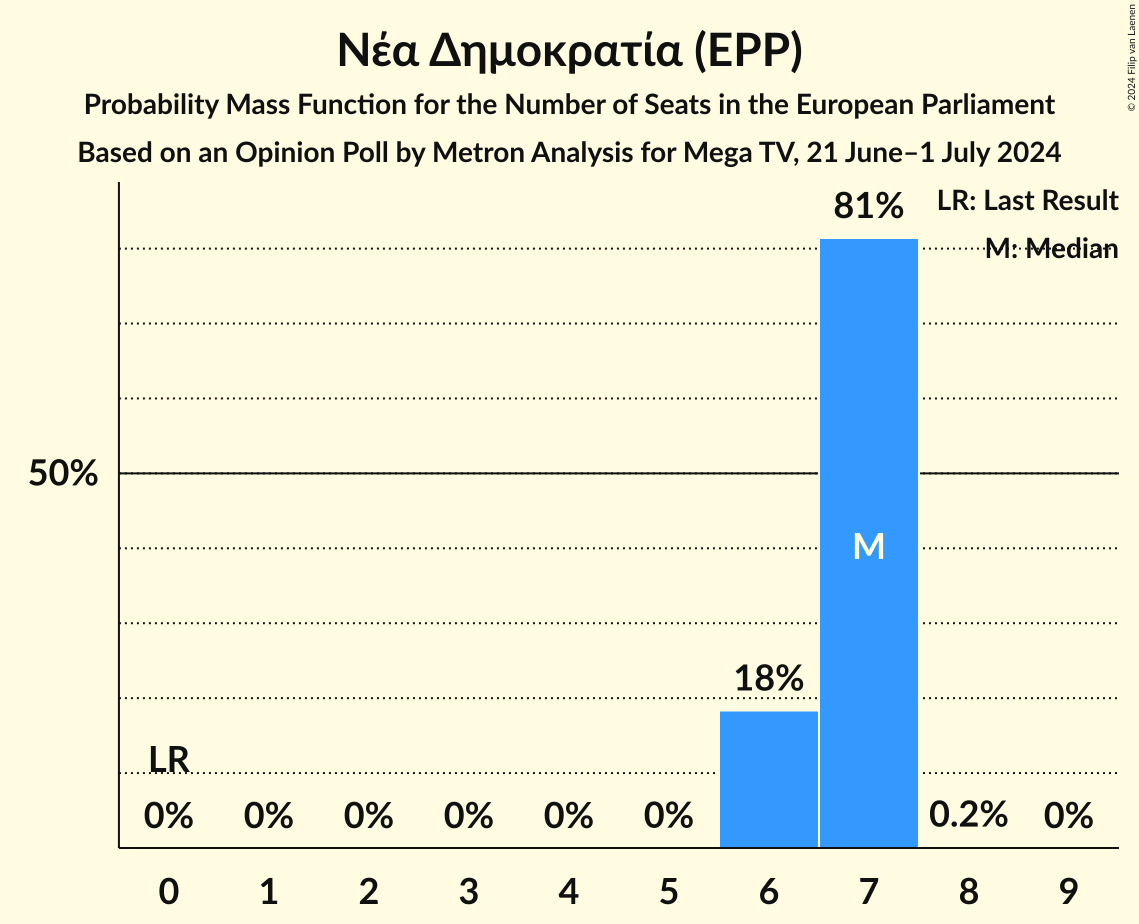 Νέα Δημοκρατία (EPP)
Probability Mass Function for the Number of Seats in the European Parliament
Based on an Opinion Poll by Metron Analysis for Mega TV, 21 June–1 July 2024
© 2024 Filip van Laenen
LR: Last Result
M: Median
81%
50%
M
18%
LR
0% 0% 0% 0% 0% 0% 0.2% 0%
0 1 2 3 4 5 6 7 8 9